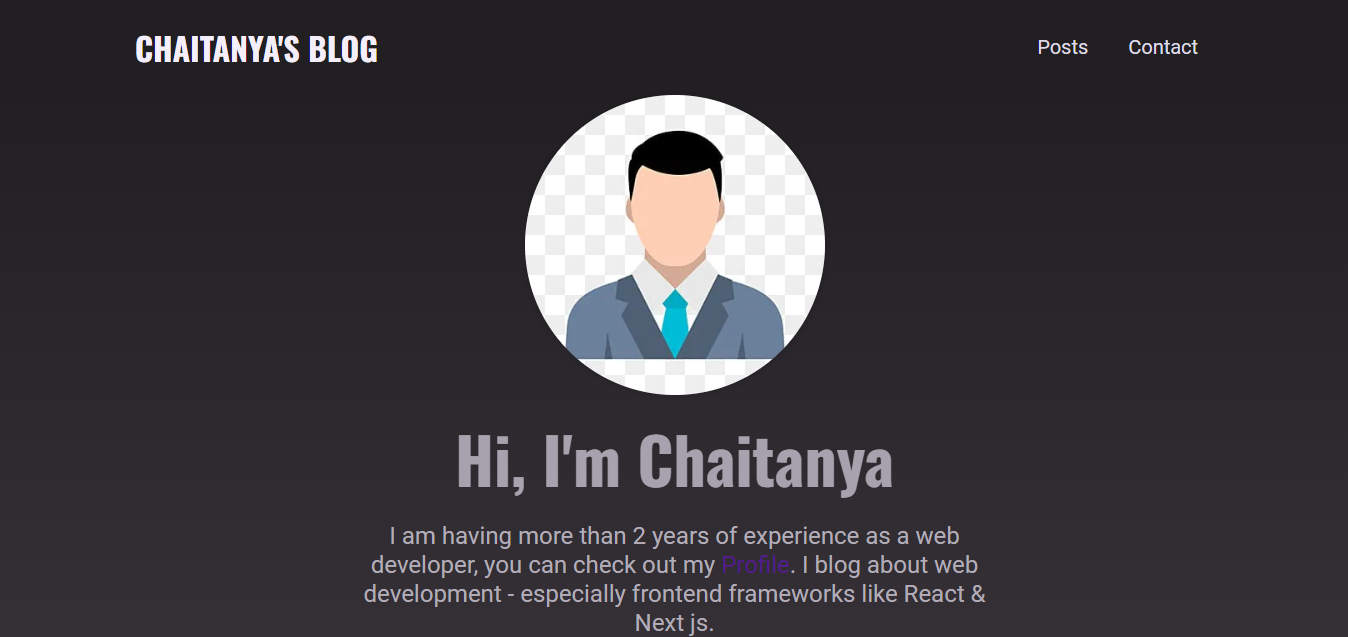 CHAITANYA'S BLOG
Posts Contact
Hi, I'm Chaitanya
I am having more than 2 years of experience as a web
developer, you can check out my Profile. I blog about web
development - especially frontend frameworks like React &
Next js.